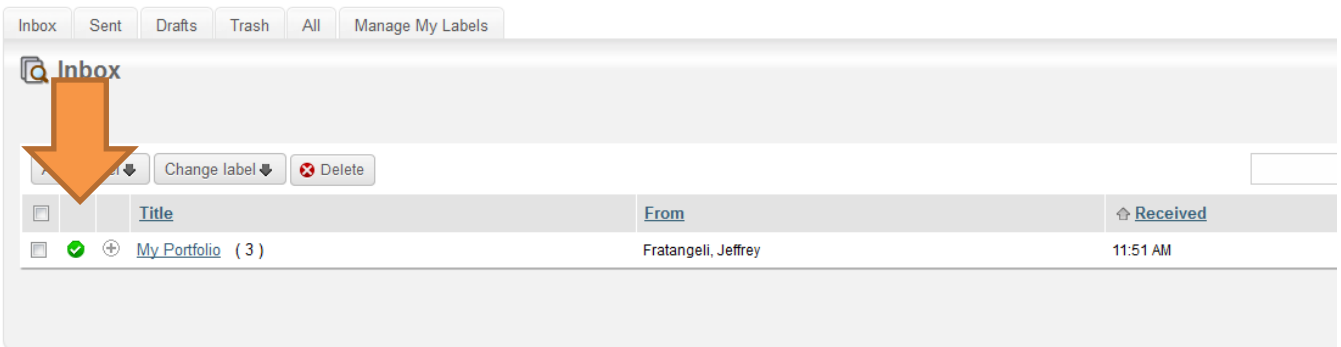 Inbox Sent Drafts Trash All Manage My Labels
Inbox
Change label Delete
Title From Received
My Portfolio ( 3 ) Fratangeli, Jeffrey 11:51 AM